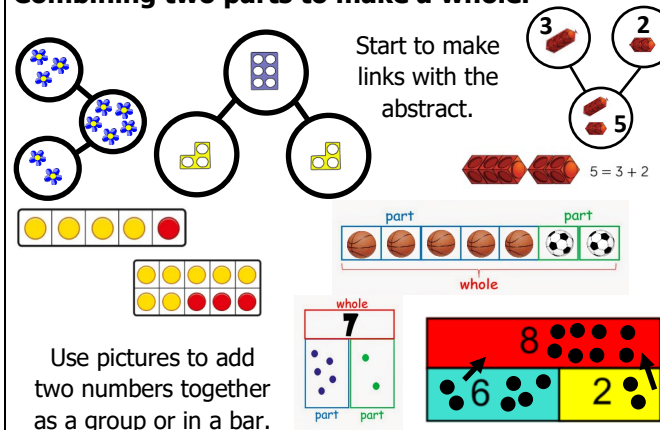 Combining two parts to make a whole.
Start to make
links with the
abstract.
3
2
5
5 = 3 + 2
part
part
whole
whole
7
part
part
8
6
2
Use pictures to add
two numbers together
as a group or in a bar.